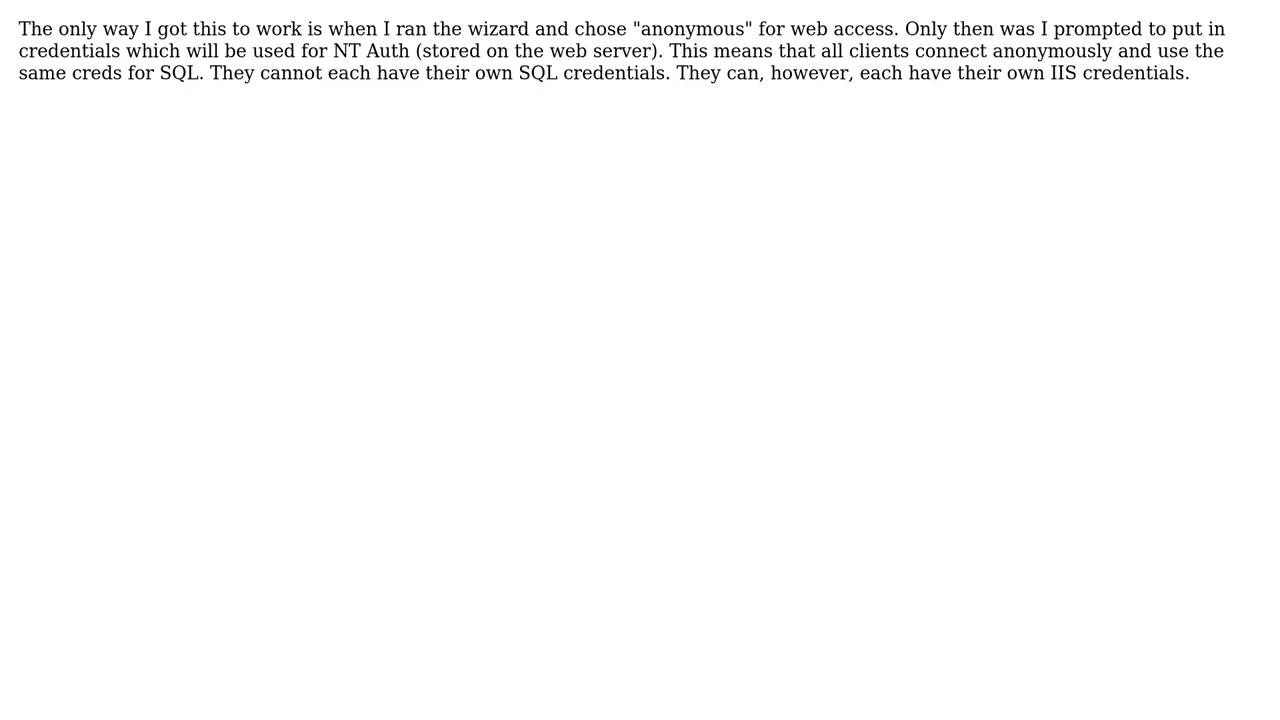 The only way I got this to work is when I ran the wizard and chose "anonymous" for web access. Only then was I prompted to put in
credentials which will be used for NT Auth (stored on the web server). This means that all clients connect anonymously and use the
same creds for SQL. They cannot each have their own SQL credentials. They can, however, each have their own IIS credentials.